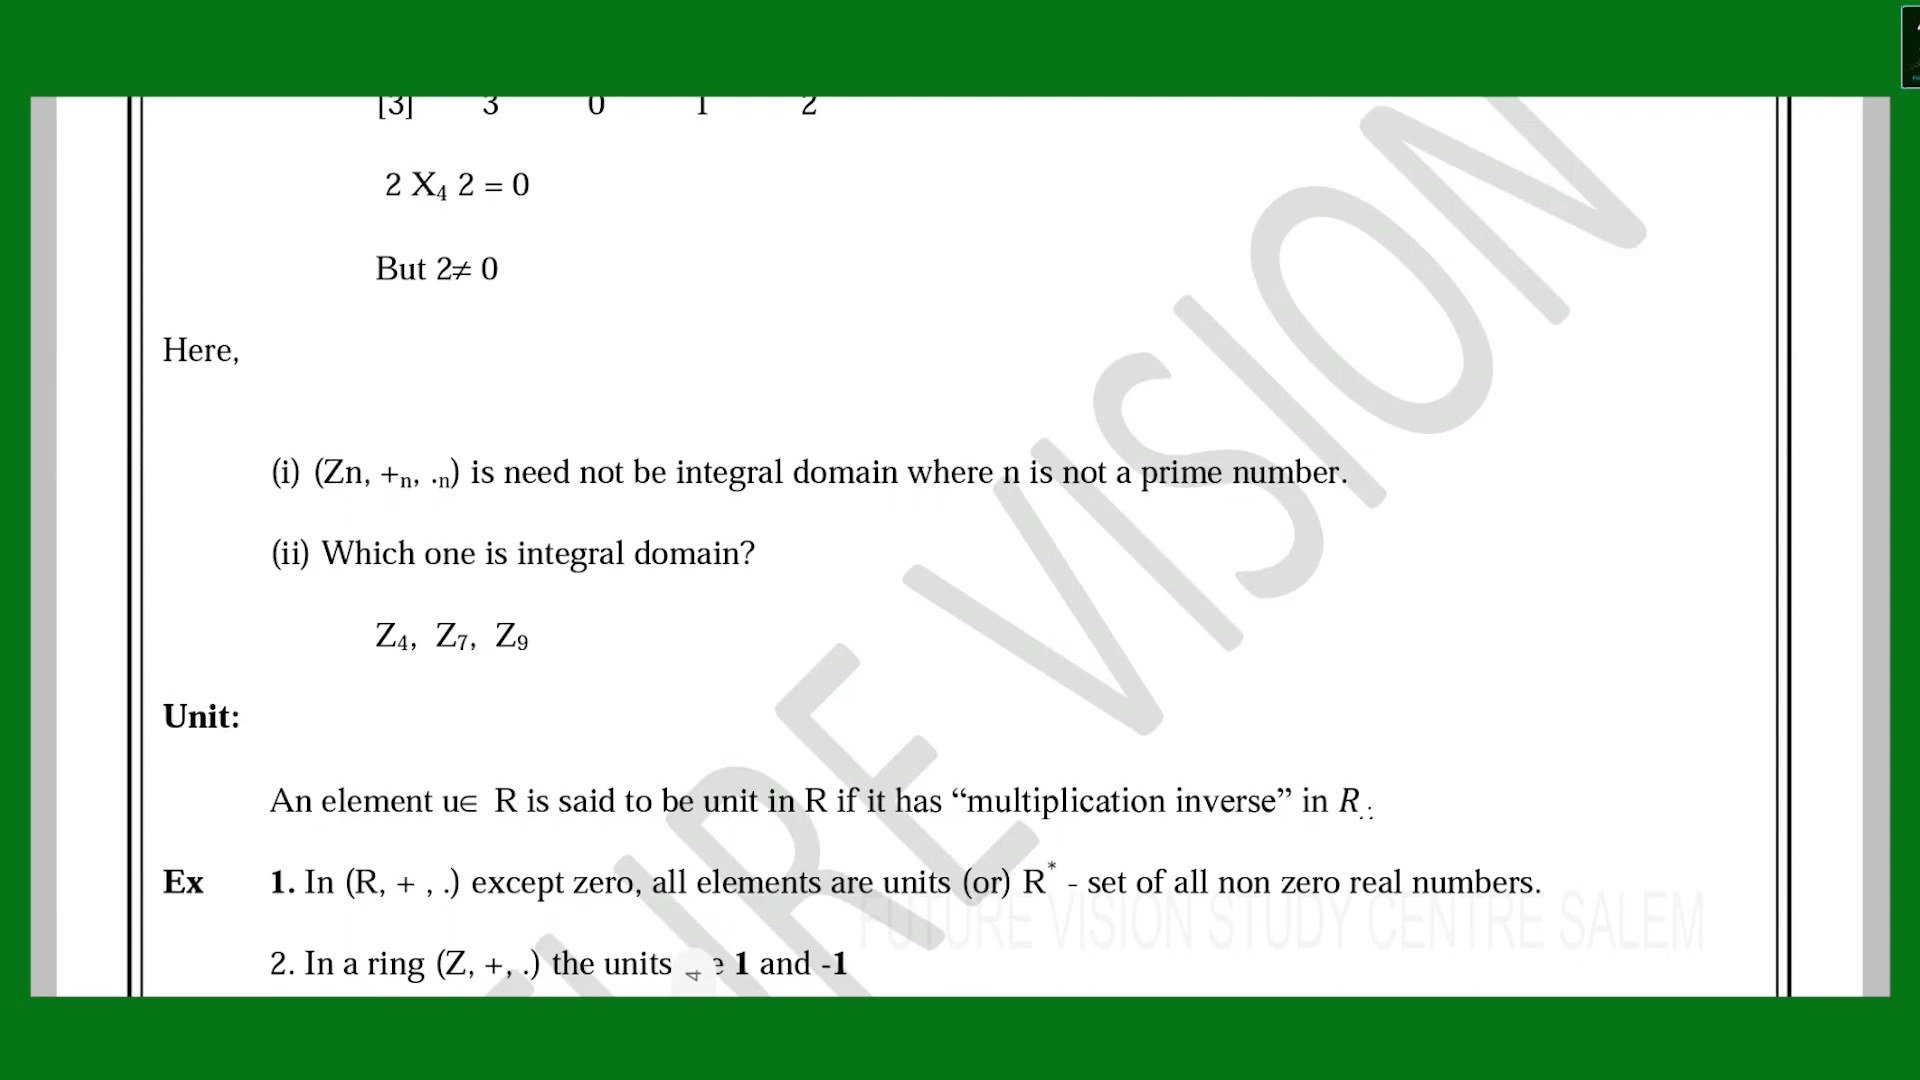 [3] 3 0 1 2
2 X₄ 2 = 0
But 2≠ 0
Here,
(i) (Zn, +ₙ, .ₙ) is need not be integral domain where n is not a prime number.
(ii) Which one is integral domain?
Z₄, Z₇, Z₉
Unit:
An element u∈ R is said to be unit in R if it has “multiplication inverse” in R
Ex 1. In (R, + , .) except zero, all elements are units (or) R* - set of all non zero real numbers.
FUTURE VISION STUDY CENTRE SALEM
2. In a ring (Z, +, .) the units 1 and -1
URE VISION